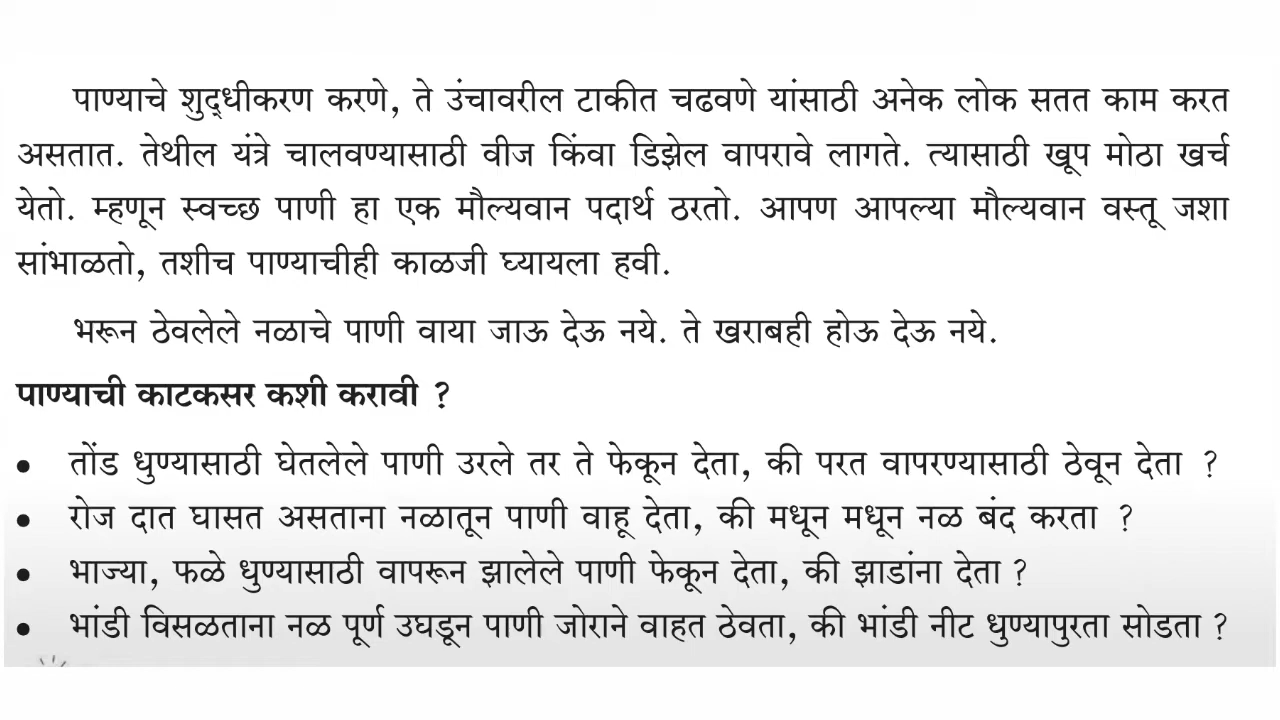 पाण्याचे शुद्धीकरण करणे, ते उंचावरील टाकीत चढवणे यांसाठी अनेक लोक सतत काम करत
असतात. तेथील यंत्रे चालवण्यासाठी वीज किंवा डिझेल वापरावे लागते. त्यासाठी खूप मोठा खर्च
येतो. म्हणून स्वच्छ पाणी हा एक मौल्यवान पदार्थ ठरतो. आपण आपल्या मौल्यवान वस्तू जशा
सांभाळतो, तशीच पाण्याचीही काळजी घ्यायला हवी.
भरून ठेवलेले नळाचे पाणी वाया जाऊ देऊ नये. ते खराबही होऊ देऊ नये.
पाण्याची काटकसर कशी करावी ?
• तोंड धुण्यासाठी घेतलेले पाणी उरले तर ते फेकून देता, की परत वापरण्यासाठी ठेवून देता ?
• रोज दात घासत असताना नळातून पाणी वाहू देता, की मधून मधून नळ बंद करता ?
• भाज्या, फळे धुण्यासाठी वापरून झालेले पाणी फेकून देता, की झाडांना देता ?
• भांडी विसळताना नळ पूर्ण उघडून पाणी जोराने वाहत ठेवता, की भांडी नीट धुण्यापुरता सोडता ?